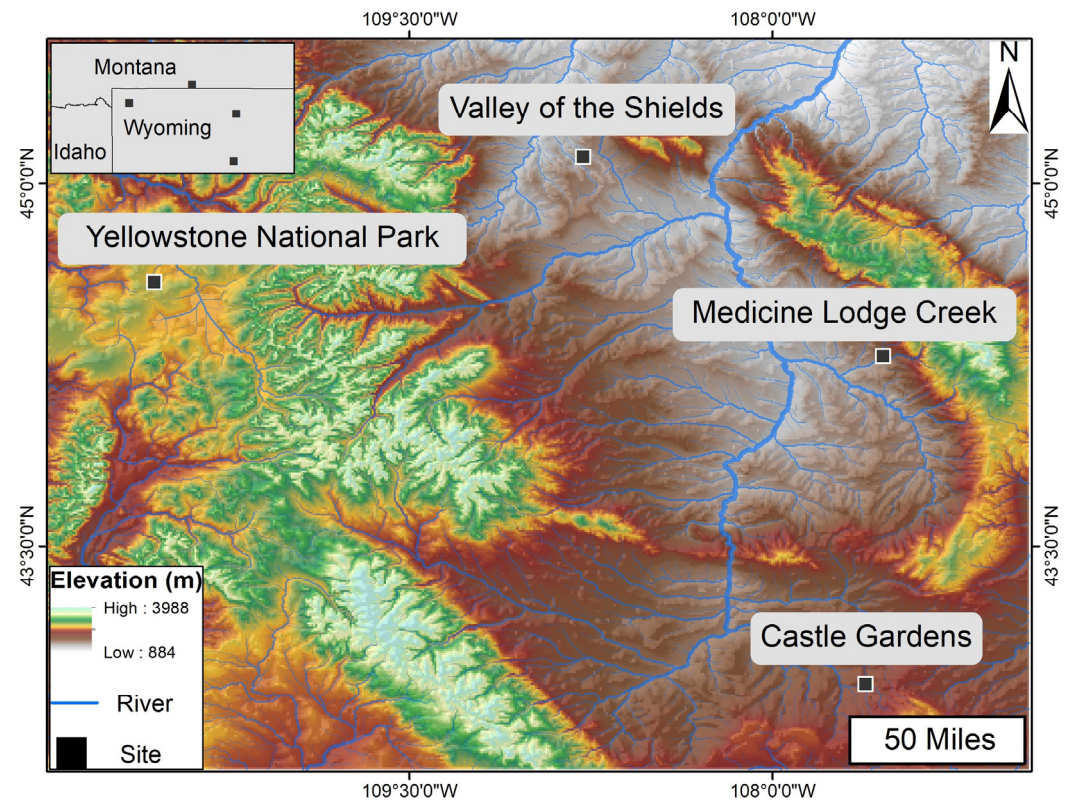 109°30'0"W
108°0'0"W
Montana
Wyoming
Idaho
N
Valley of the Shields
45°0'0"N
45°0'0"N
Yellowstone National Park
Medicine Lodge Creek
43°30'0"N
43°30'0"N
Elevation (m)
High : 3988
Low : 884
River
Site
Castle Gardens
50 Miles
109°30'0"W
108°0'0"W